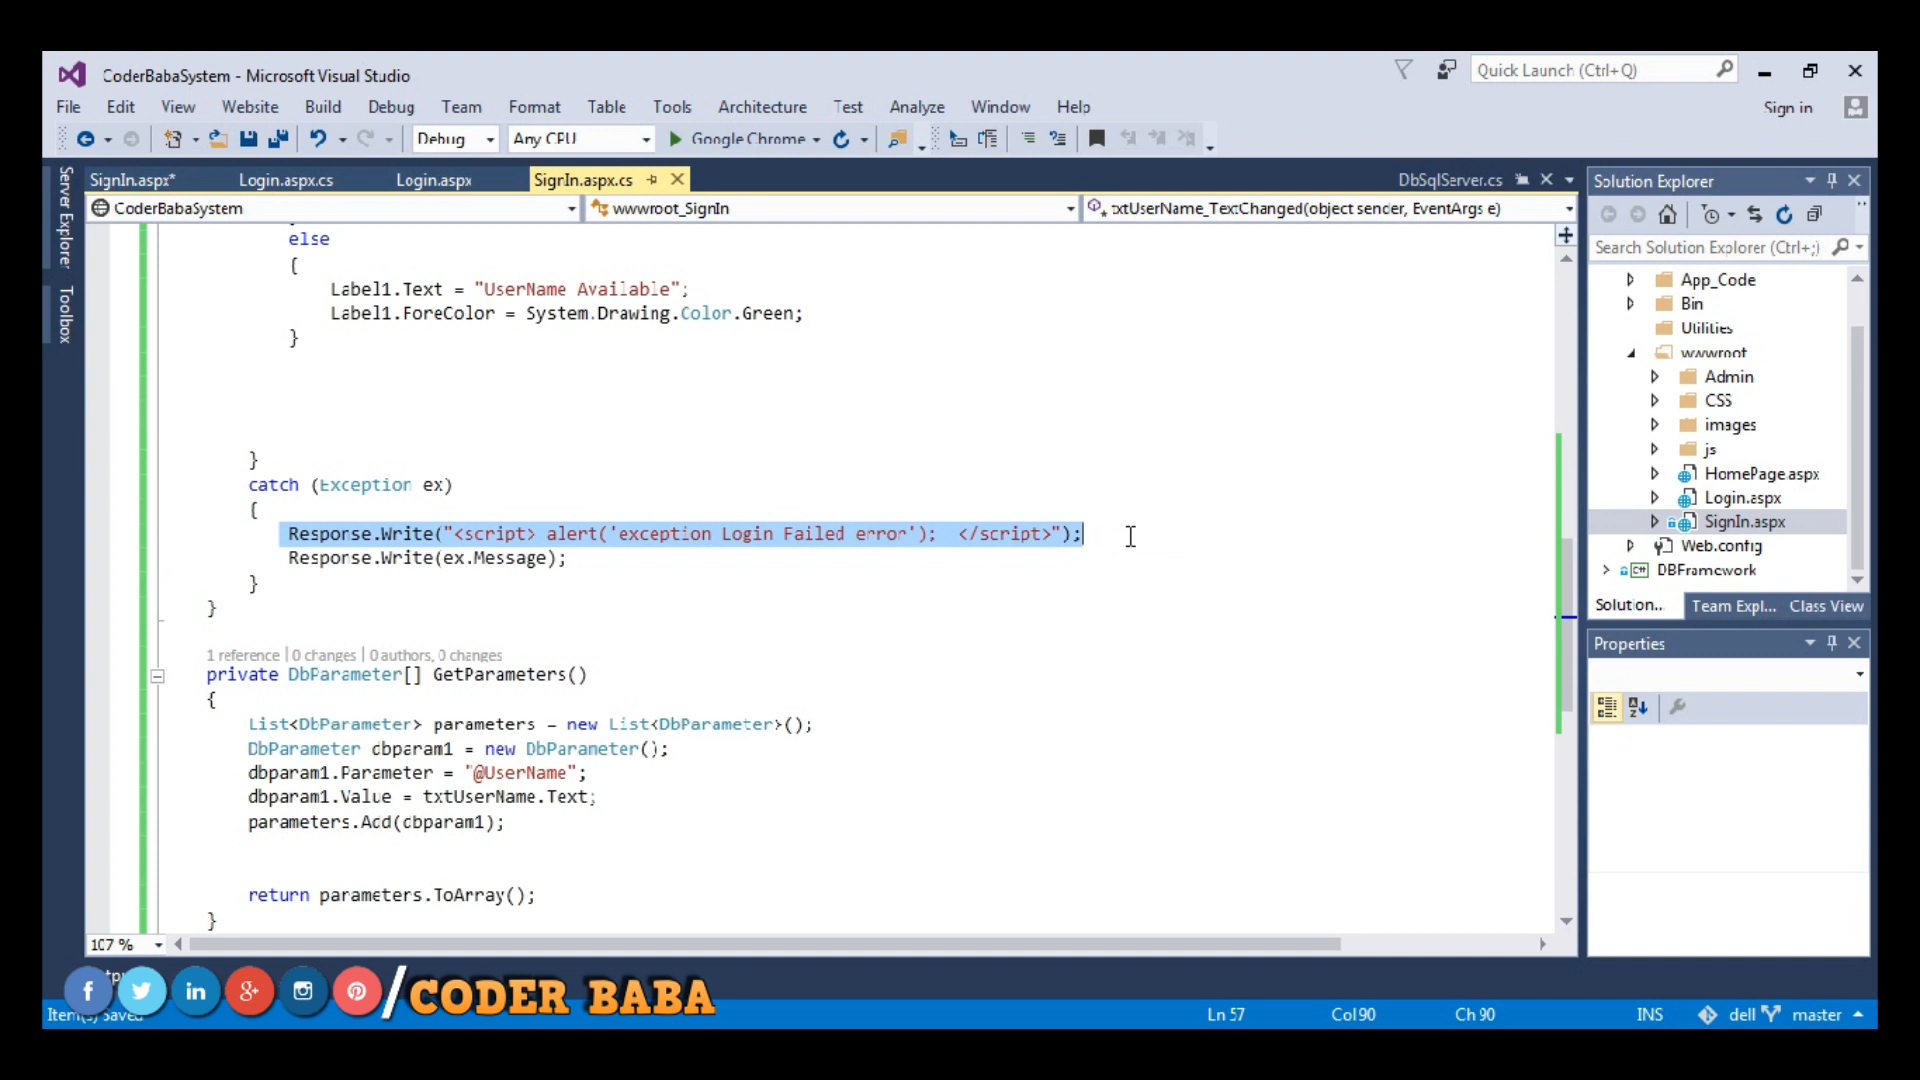 CoderBabaSystem - Microsoft Visual Studio
Quick Launch (Ctrl+Q)
File Edit View Website Build Debug Team Format Table Tools Architecture Test Analyze Window Help
Sign in
Debug Any CPU Google Chrome
Server Explorer
Toolbox
SignIn.aspx* Login.aspx.cs Login.aspx SignIn.aspx.cs DbSqlServer.cs
CoderBabaSystem wwwroot_SignIn txtUserName_TextChanged(object sender, EventArgs e)
else
{
Label1.Text = "UserName Available";
Label1.ForeColor = System.Drawing.Color.Green;
}
}
catch (Exception ex)
{
Response.Write("<script> alert('exception Login Failed error');  </script>");
Response.Write(ex.Message);
}
}
1 reference | 0 changes | 0 authors, 0 changes
private DbParameter[] GetParameters()
{
List<DbParameter> parameters = new List<DbParameter>();
DbParameter dbparam1 = new DbParameter();
dbparam1.Parameter = "@UserName";
dbparam1.Value = txtUserName.Text;
parameters.Add(dbparam1);
return parameters.ToArray();
}
107 %
Solution Explorer
Search Solution Explorer (Ctrl+;)
App_Code
Bin
Utilities
wwwroot
Admin
CSS
images
js
HomePage.aspx
Login.aspx
SignIn.aspx
Web.config
DBFramework
Solution... Team Expl... Class View
Properties
/CODER BABA
Item(s) Saved
Ln 57 Col 90 Ch 90 INS dell master